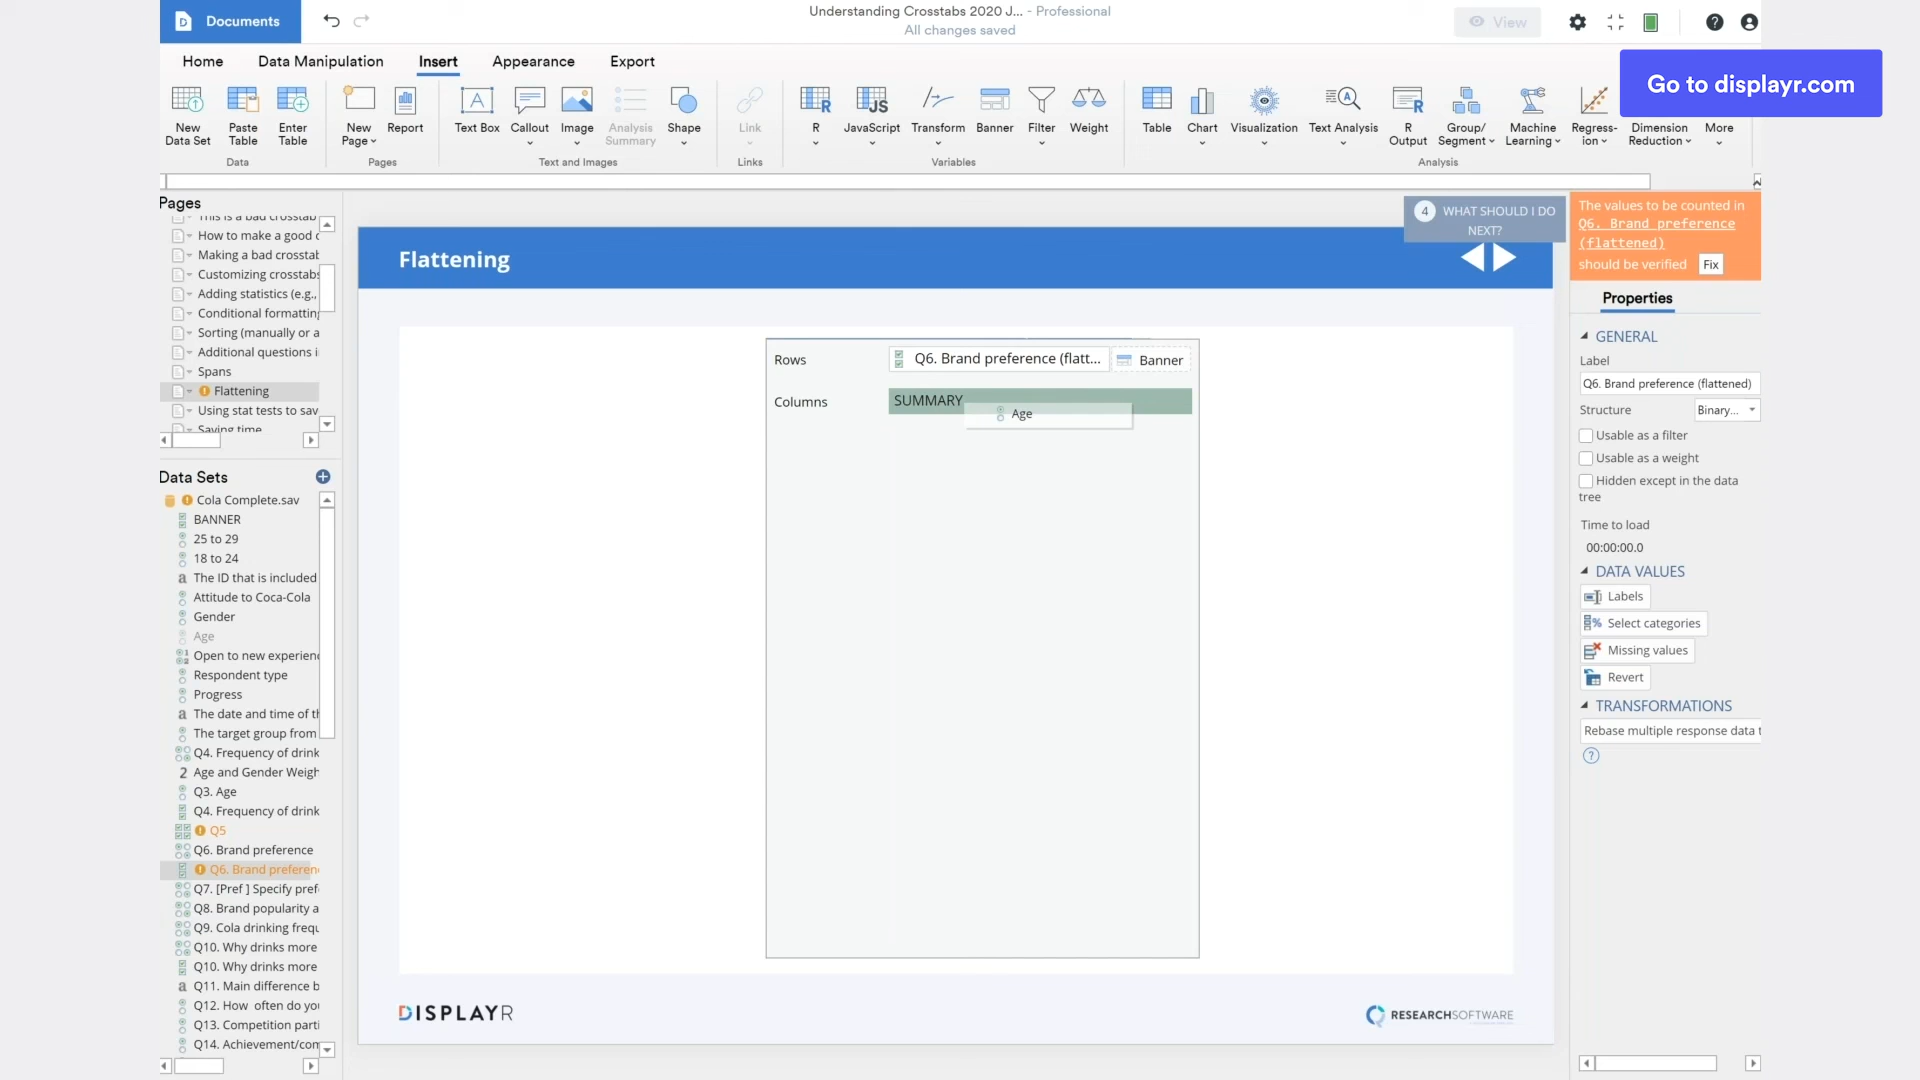 Documents
Understanding Crosstabs 2020 J... - Professional
All changes saved
View
Home
Data Manipulation
Insert
Appearance
Export
Go to displayr.com
New Data Set
Paste Table
Enter Table
Data
New Page
Report
Pages
Text Box
Callout
Image
Analysis Summary
Shape
Text and Images
Link
Links
R
JavaScript
Transform
Banner
Filter
Weight
Variables
Table
Chart
Visualization
Text Analysis
R Output
Group/ Segment
Machine Learning
Regress- ion
Dimension Reduction
More
Analysis
Pages
This is a bad crosstab
How to make a good c
Making a bad crosstab
Customizing crosstabs
Adding statistics (e.g.,
Conditional formatting
Sorting (manually or a
Additional questions i
Spans
Flattening
Using stat tests to sav
Saving time
Data Sets
Cola Complete.sav
BANNER
25 to 29
18 to 24
The ID that is included
Attitude to Coca-Cola
Gender
Age
Open to new experienc
Respondent type
Progress
The date and time of th
The target group from
Q4. Frequency of drink
Age and Gender Weigh
Q3. Age
Q4. Frequency of drink
Q5
Q6. Brand preference
Q6. Brand preferenc
Q7. [Pref ] Specify pref
Q8. Brand popularity a
Q9. Cola drinking frequ
Q10. Why drinks more
Q10. Why drinks more
Q11. Main difference b
Q12. How  often do you
Q13. Competition parti
Q14. Achievement/com
4 WHAT SHOULD I DO
NEXT?
Flattening
Rows
Q6. Brand preference (flatt...
Banner
Columns
SUMMARY
Age
DISPLAYR
RESEARCHSOFTWARE
The values to be counted in
Q6. Brand preference
(flattened)
should be verified
Fix
Properties
GENERAL
Label
Q6. Brand preference (flattened)
Structure
Binary...
Usable as a filter
Usable as a weight
Hidden except in the data
tree
Time to load
00:00:00.0
DATA VALUES
Labels
Select categories
Missing values
Revert
TRANSFORMATIONS
Rebase multiple response data t